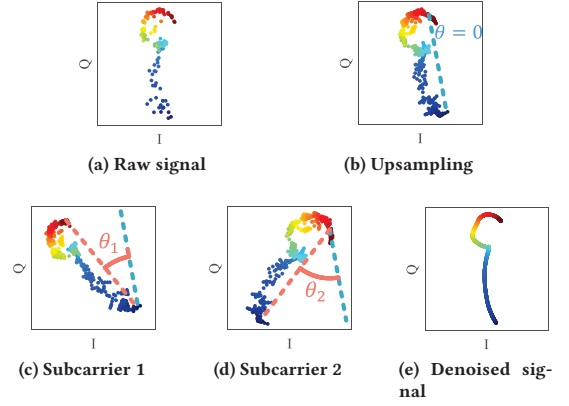 θ = 0
Q
Q
I
I
(a) Raw signal
(b) Upsampling
θ1
θ2
Q
Q
Q
I
I
I
(c) Subcarrier 1
(d) Subcarrier 2
(e) Denoised sig-
nal